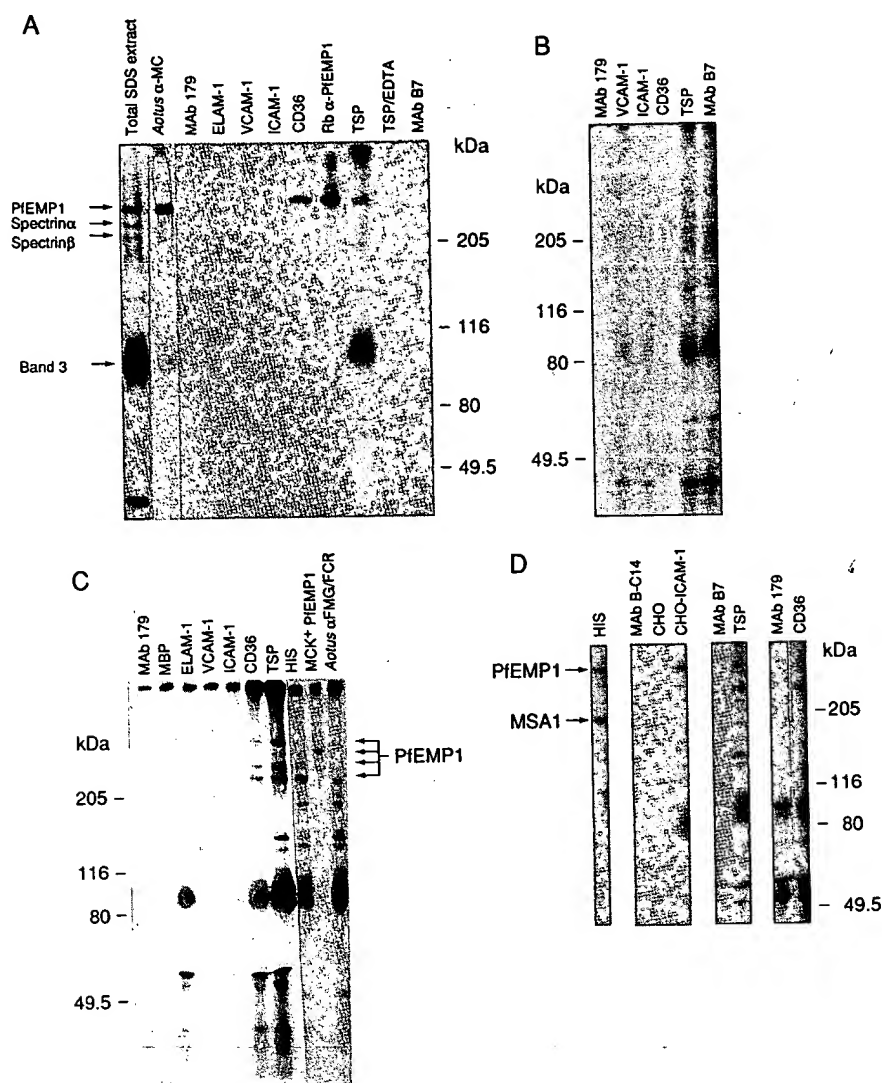 A
Total SDS extract
Aotus α-MC
MAb 179
ELAM-1
VCAM-1
ICAM-1
CD36
Rb α-PfEMP1
TSP
TSP/EDTA
MAb B7
kDa
PfEMP1
Spectrinα
Spectrinβ
Band 3
- 205
- 116
- 80
- 49.5
B
MAb 179
VCAM-1
ICAM-1
CD36
TSP
MAb B7
kDa
205 -
116 -
80 -
49.5 -
C
MAb 179
MBP
ELAM-1
VCAM-1
ICAM-1
CD36
TSP
HIS
MCK+ PfEMP1
Aotus αFMG/FCR
kDa
205 -
116 -
80 -
49.5 -
PfEMP1
D
HIS
MAb B-C14
CHO
CHO-ICAM-1
MAb B7
TSP
MAb 179
CD36
kDa
PfEMP1
MSA1
- 205
- 116
- 80
- 49.5